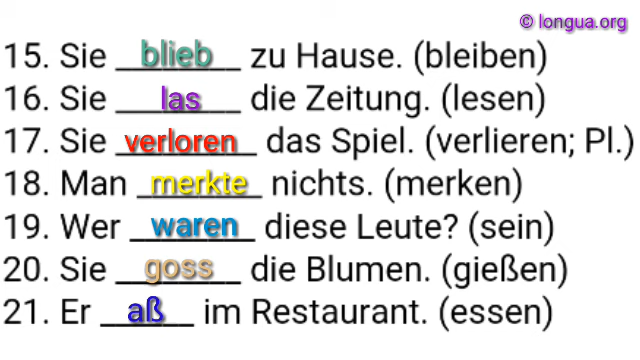 © longua.org
15. Sie blieb zu Hause. (bleiben)
16. Sie las die Zeitung. (lesen)
17. Sie verloren das Spiel. (verlieren; Pl.)
18. Man merkte nichts. (merken)
19. Wer waren diese Leute? (sein)
20. Sie goss die Blumen. (gießen)
21. Er aß im Restaurant. (essen)